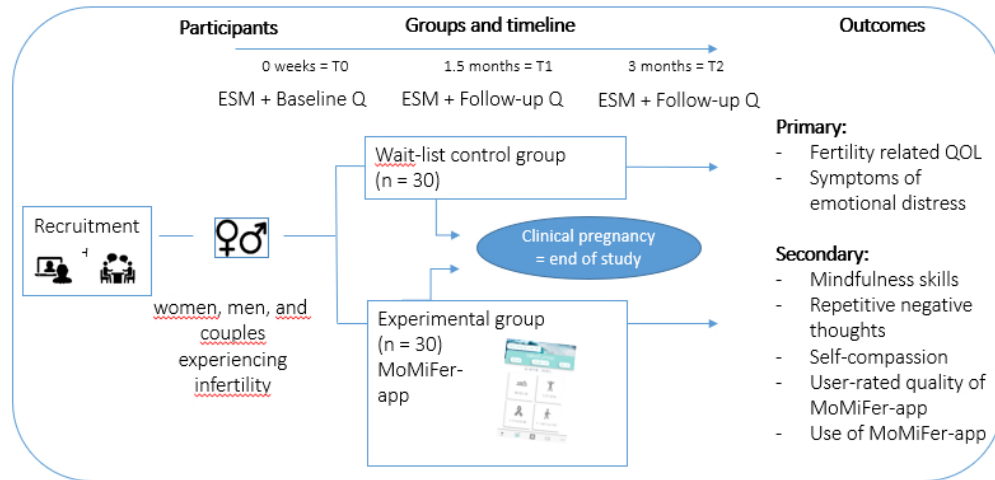 Participants
Groups and timeline
Outcomes
0 weeks = T0
1.5 months = T1
3 months = T2
ESM + Baseline Q
ESM + Follow-up Q
ESM + Follow-up Q
Recruitment
+
women, men, and
couples
experiencing
infertility
Wait-list control group
(n = 30)
Clinical pregnancy
= end of study
Experimental group
(n = 30)
MoMiFer-
app
Primary:
- Fertility related QOL
- Symptoms of
emotional distress
Secondary:
- Mindfulness skills
- Repetitive negative
thoughts
- Self-compassion
- User-rated quality of
MoMiFer-app
- Use of MoMiFer-app